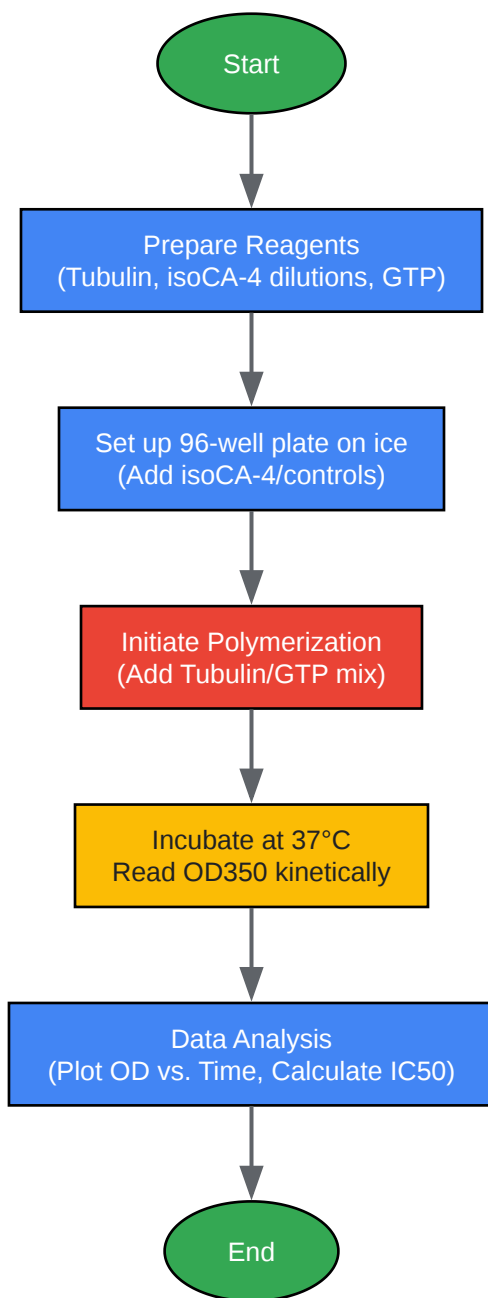 Start
Prepare Reagents
(Tubulin, isoCA-4 dilutions, GTP)
Set up 96-well plate on ice
(Add isoCA-4/controls)
Initiate Polymerization
(Add Tubulin/GTP mix)
Incubate at 37°C
Read OD350 kinetically
Data Analysis
(Plot OD vs. Time, Calculate IC50)
End